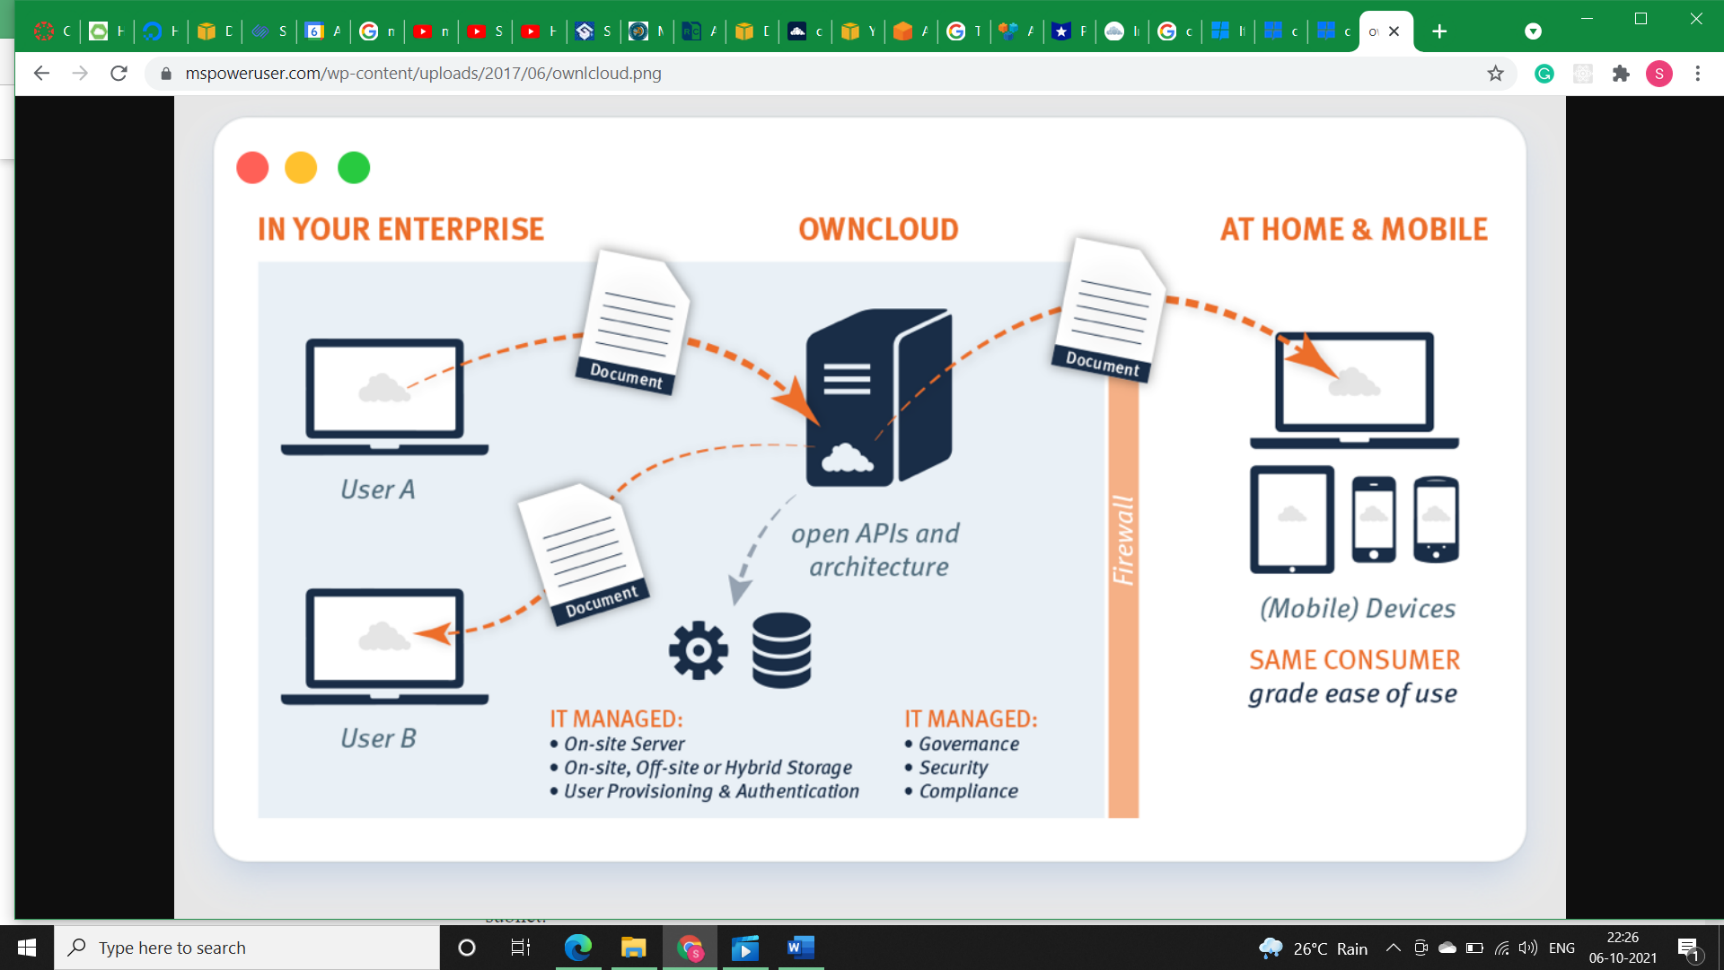 mspoweruser.com/wp-content/uploads/2017/06/ownlcloud.png
S
IN YOUR ENTERPRISE
OWNCLOUD
AT HOME & MOBILE
Document
Document
User A
open APIs and
architecture
Document
Firewall
(Mobile) Devices
SAME CONSUMER
grade ease of use
User B
IT MANAGED:
• On-site Server
• On-site, Off-site or Hybrid Storage
• User Provisioning & Authentication
IT MANAGED:
• Governance
• Security
• Compliance
Type here to search
26°C Rain
ENG
22:26
06-10-2021
1